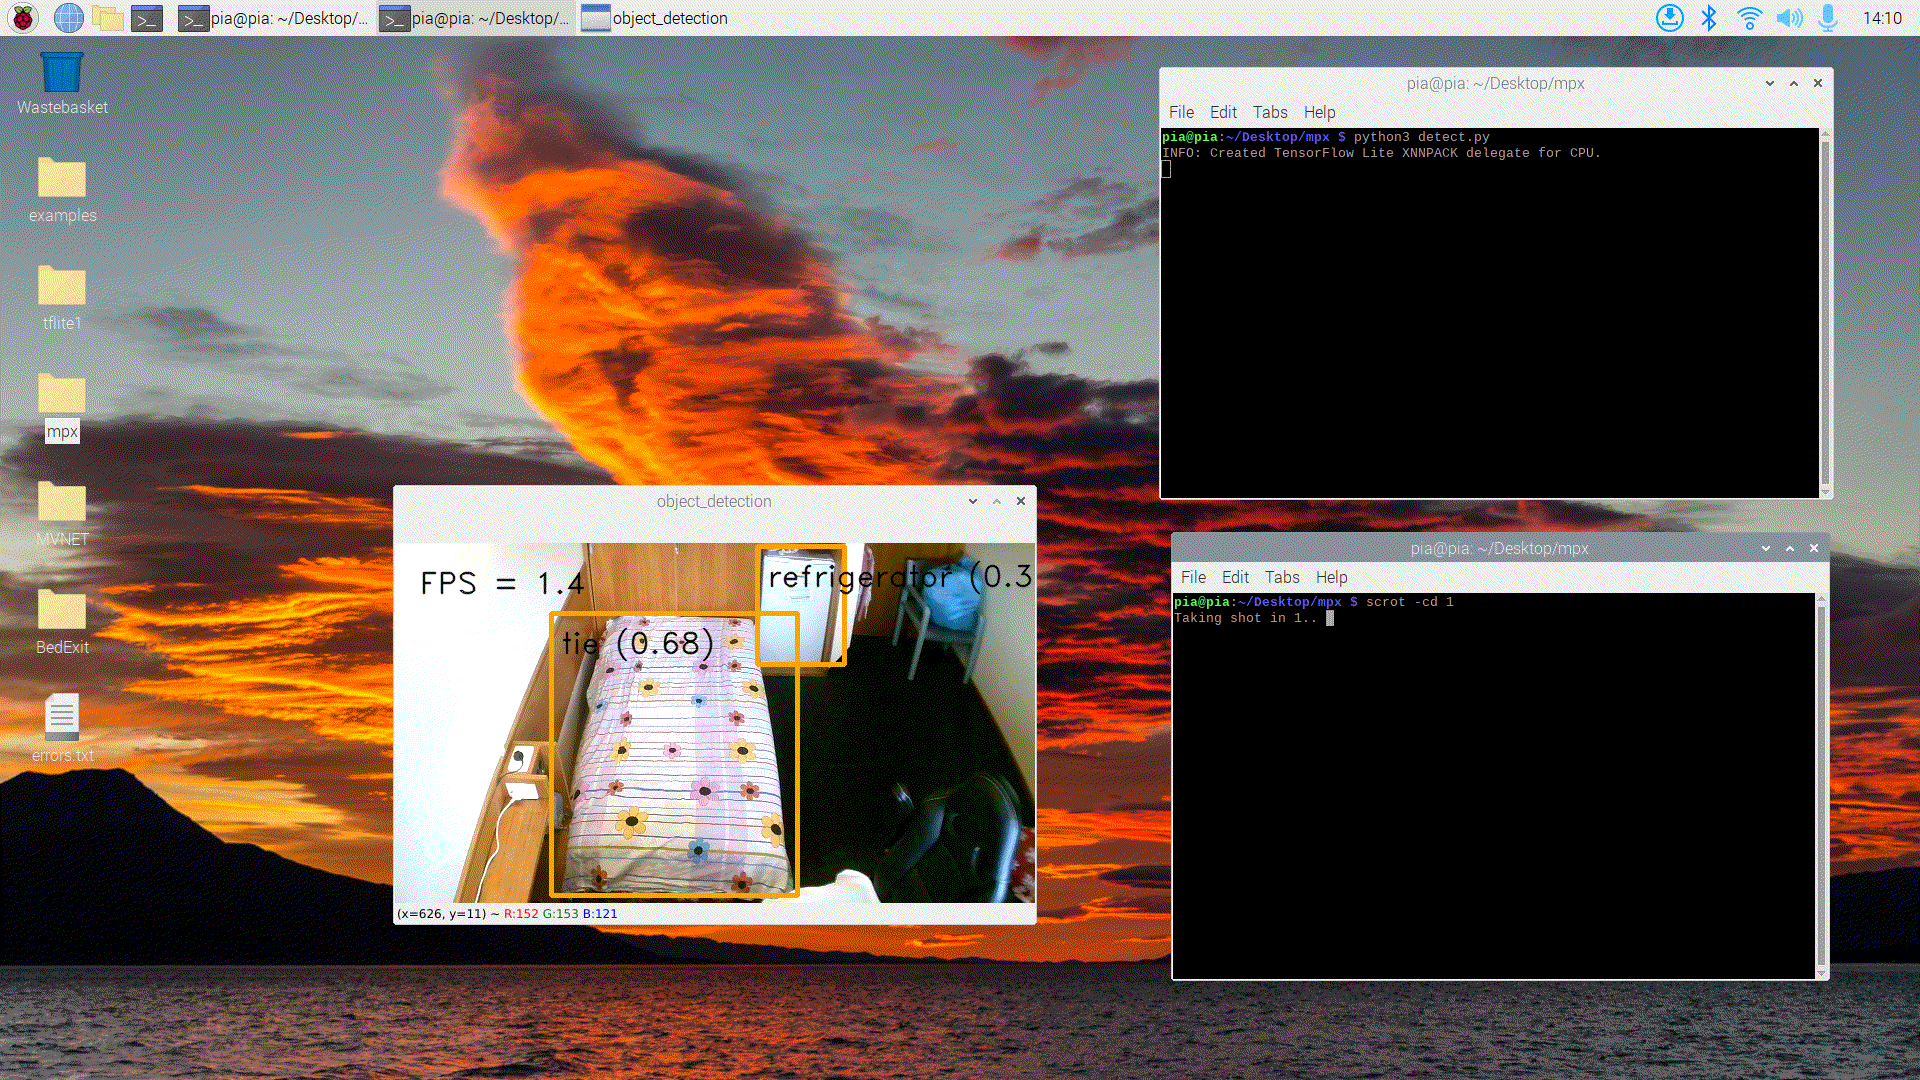 pia@pia: ~/Desktop/...
pia@pia: ~/Desktop/...
object_detection
14:10
Wastebasket
examples
tflite1
mpx
MVNET
BedExit
errors.txt
pia@pia: ~/Desktop/mpx
File Edit Tabs Help
pia@pia:~/Desktop/mpx $ python3 detect.py
INFO: Created TensorFlow Lite XNNPACK delegate for CPU.
object_detection
FPS = 1.4
refrigerator (0.3
tie (0.68)
(x=626, y=11) ~ R:152 G:153 B:121
pia@pia: ~/Desktop/mpx
File Edit Tabs Help
pia@pia:~/Desktop/mpx $ scrot -cd 1
Taking shot in 1..